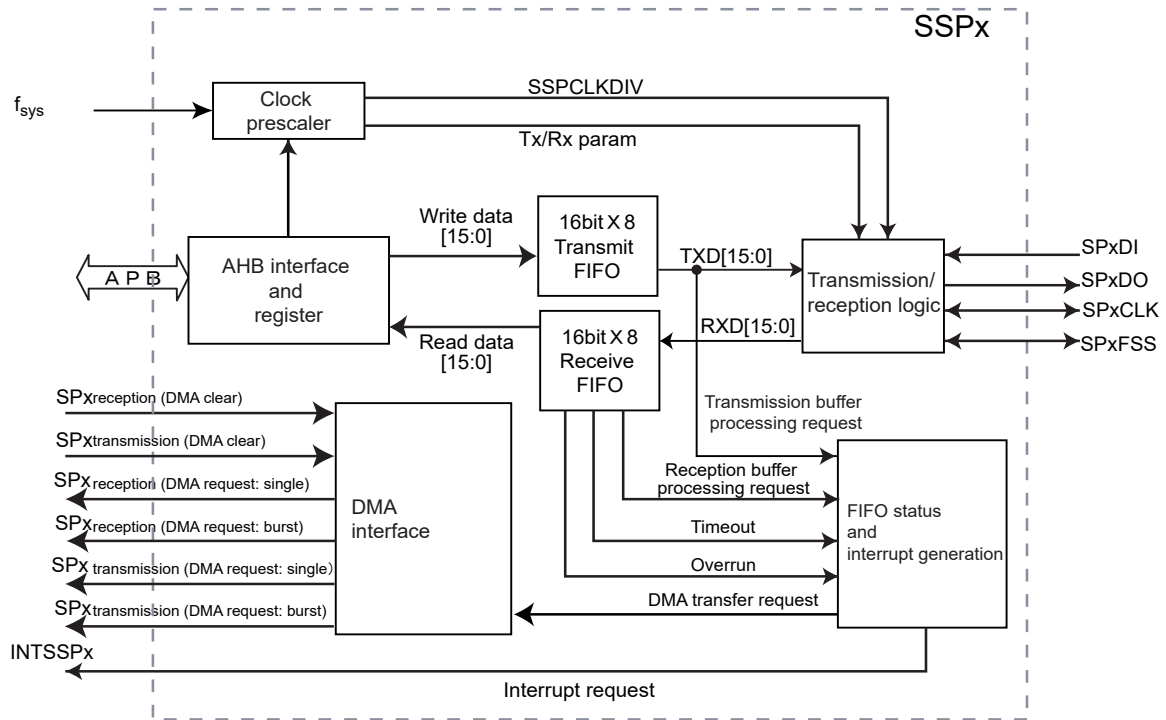 SSPx
fsys
Clock
prescaler
SSPCLKDIV
Tx/Rx param
Write data
[15:0]
16bit X 8
Transmit
FIFO
TXD[15:0]
APB
AHB interface
and
register
Transmission/
reception logic
SPxDI
SPxDO
SPxCLK
SPxFSS
Read data
[15:0]
16bit X 8
Receive
FIFO
RXD[15:0]
SPxreception (DMA clear)
SPxtransmission (DMA clear)
SPxreception (DMA request: single)
SPxreception (DMA request: burst)
SPx transmission (DMA request: single)
SPxtransmission (DMA request: burst)
DMA
interface
Transmission buffer
processing request
Reception buffer
processing request
Timeout
Overrun
DMA transfer request
FIFO status
and
interrupt generation
INTSSPx
Interrupt request